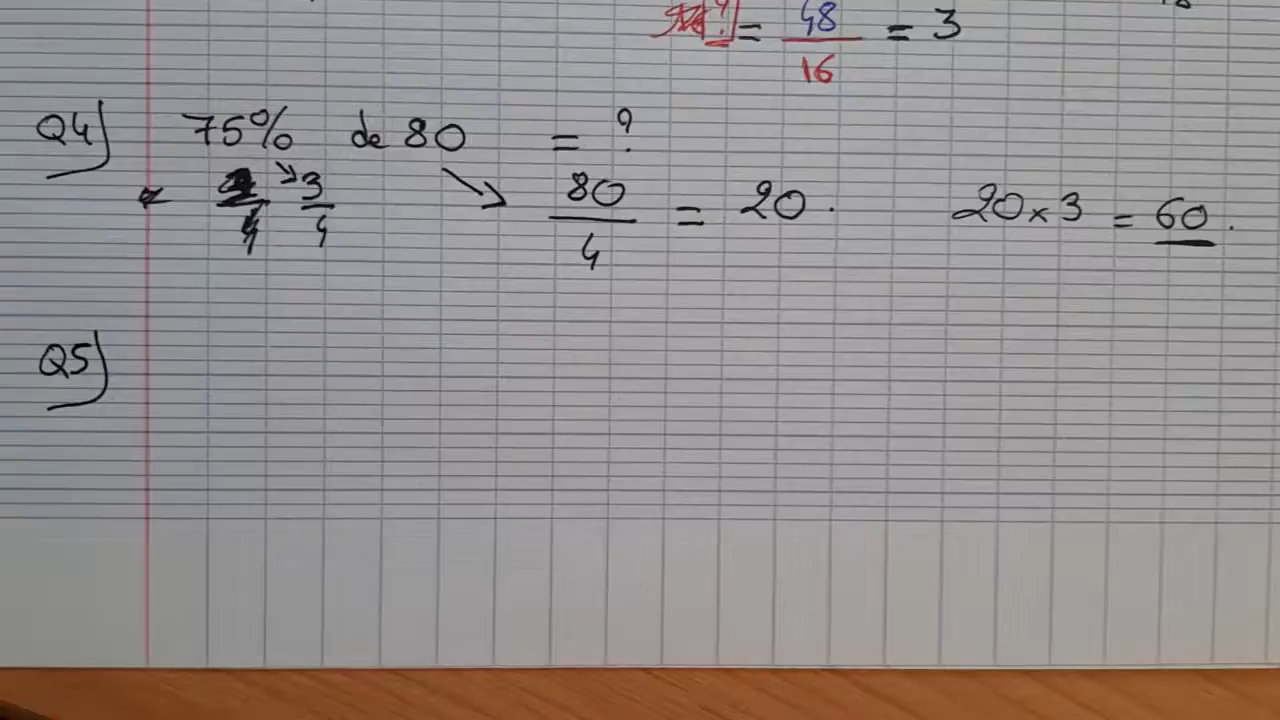 = 48/16 = 3
Q4) 75% de 80 = ?
3/4 80/4 = 20. 20 x 3 = 60.
Q5)